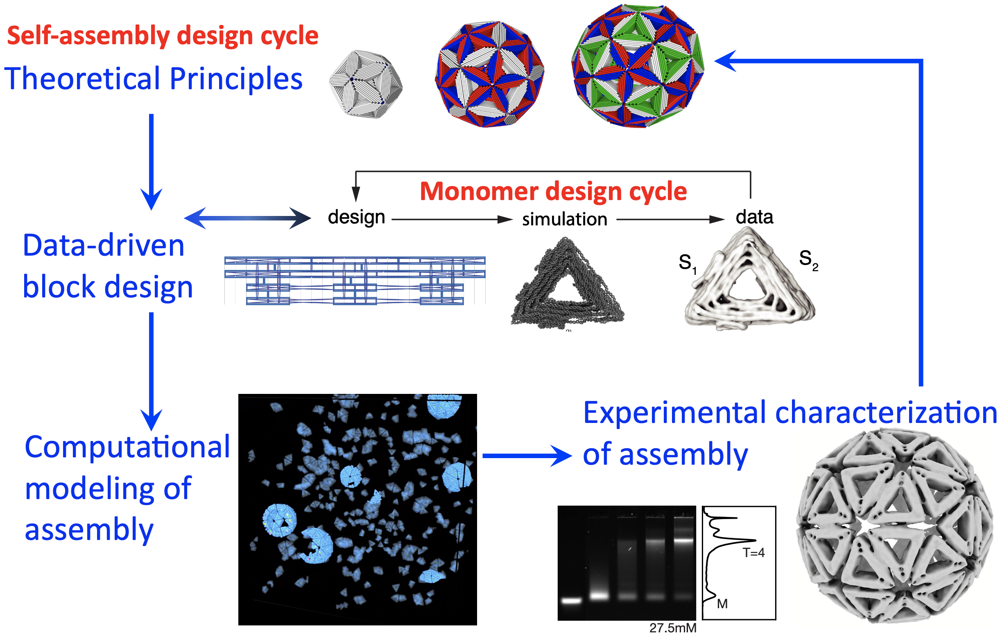 Self-assembly design cycle
Theoretical Principles
Monomer design cycle
design
simulation
data
Data-driven
block design
S1
S2
Computational
modeling of
assembly
Experimental characterization
of assembly
T=4
M
27.5mM